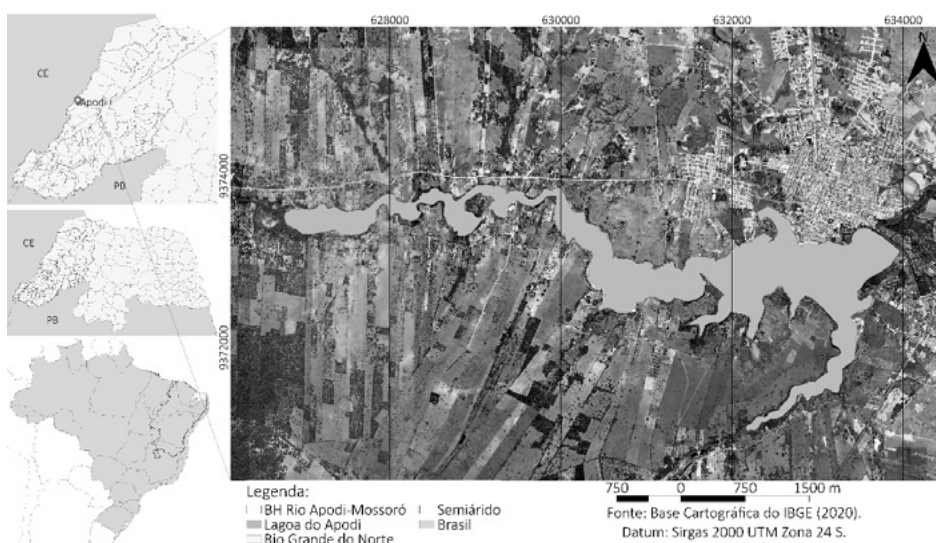 628000 630000 632000 634000
CE
Apodi
PB
CE
PB
9374000
9372000
N
Legenda:
BH Rio Apodi-Mossoró
Semiárido
Lagoa do Apodi
Brasil
Rio Grande do Norte
750 0 750 1500 m
Fonte: Base Cartográfica do IBGE (2020).
Datum: Sirgas 2000 UTM Zona 24 S.